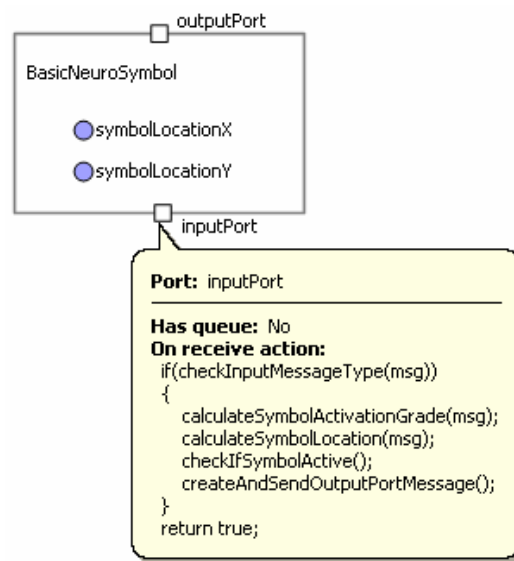 outputPort
BasicNeuroSymbol
symbolLocationX
symbolLocationY
inputPort
Port: inputPort
Has queue: No
On receive action:
if(checkInputMessageType(msg))
{
calculateSymbolActivationGrade(msg);
calculateSymbolLocation(msg);
checkIfSymbolActive();
createAndSendOutputPortMessage();
}
return true;